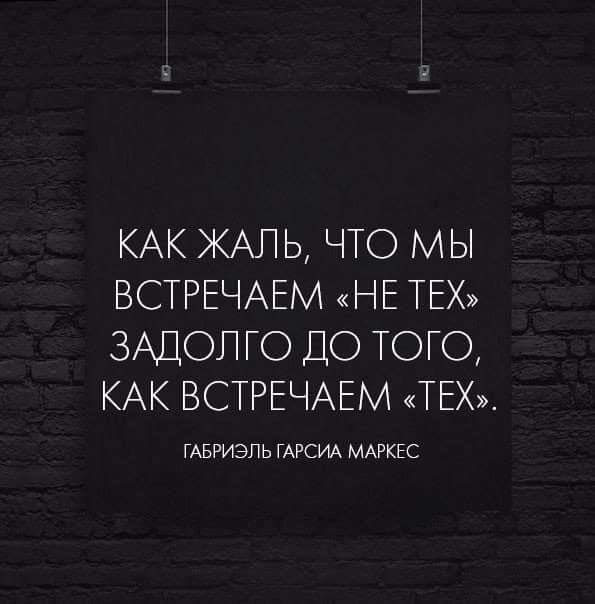 КАК ЖАЛЬ, ЧТО МЫ
ВСТРЕЧАЕМ «НЕ ТЕХ»
ЗАДОЛГО ДО ТОГО,
КАК ВСТРЕЧАЕМ «ТЕХ».
ГАБРИЭЛЬ ГАРСИА МАРКЕС